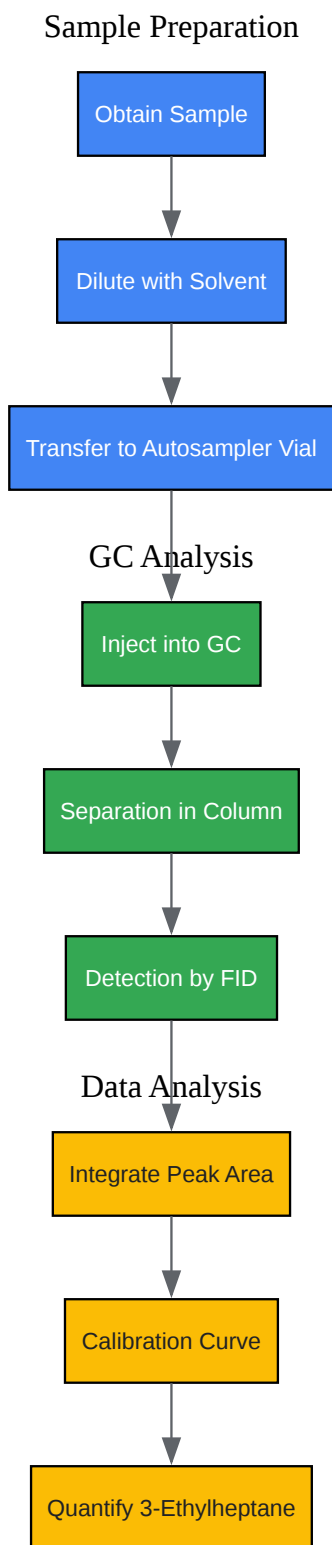 Sample Preparation
Obtain Sample
Dilute with Solvent
Transfer to Autosampler Vial
GC Analysis
Inject into GC
Separation in Column
Detection by FID
Data Analysis
Integrate Peak Area
Calibration Curve
Quantify 3-Ethylheptane